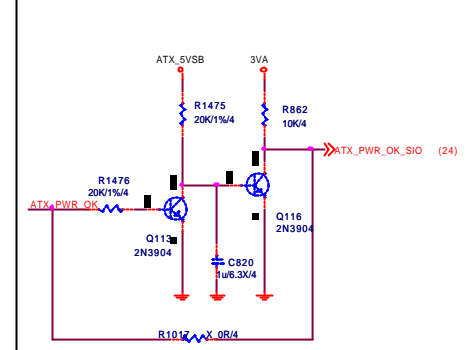 ATX_5VSB
3VA
R1475
20K/1%/4
R862
10K/4
ATX_PWR_OK_SIO (24)
R1476
20K/1%/4
ATX_PWR_OK
Q113
2N3904
Q116
2N3904
C820
1u/6.3X/4
R1017 X_0R/4